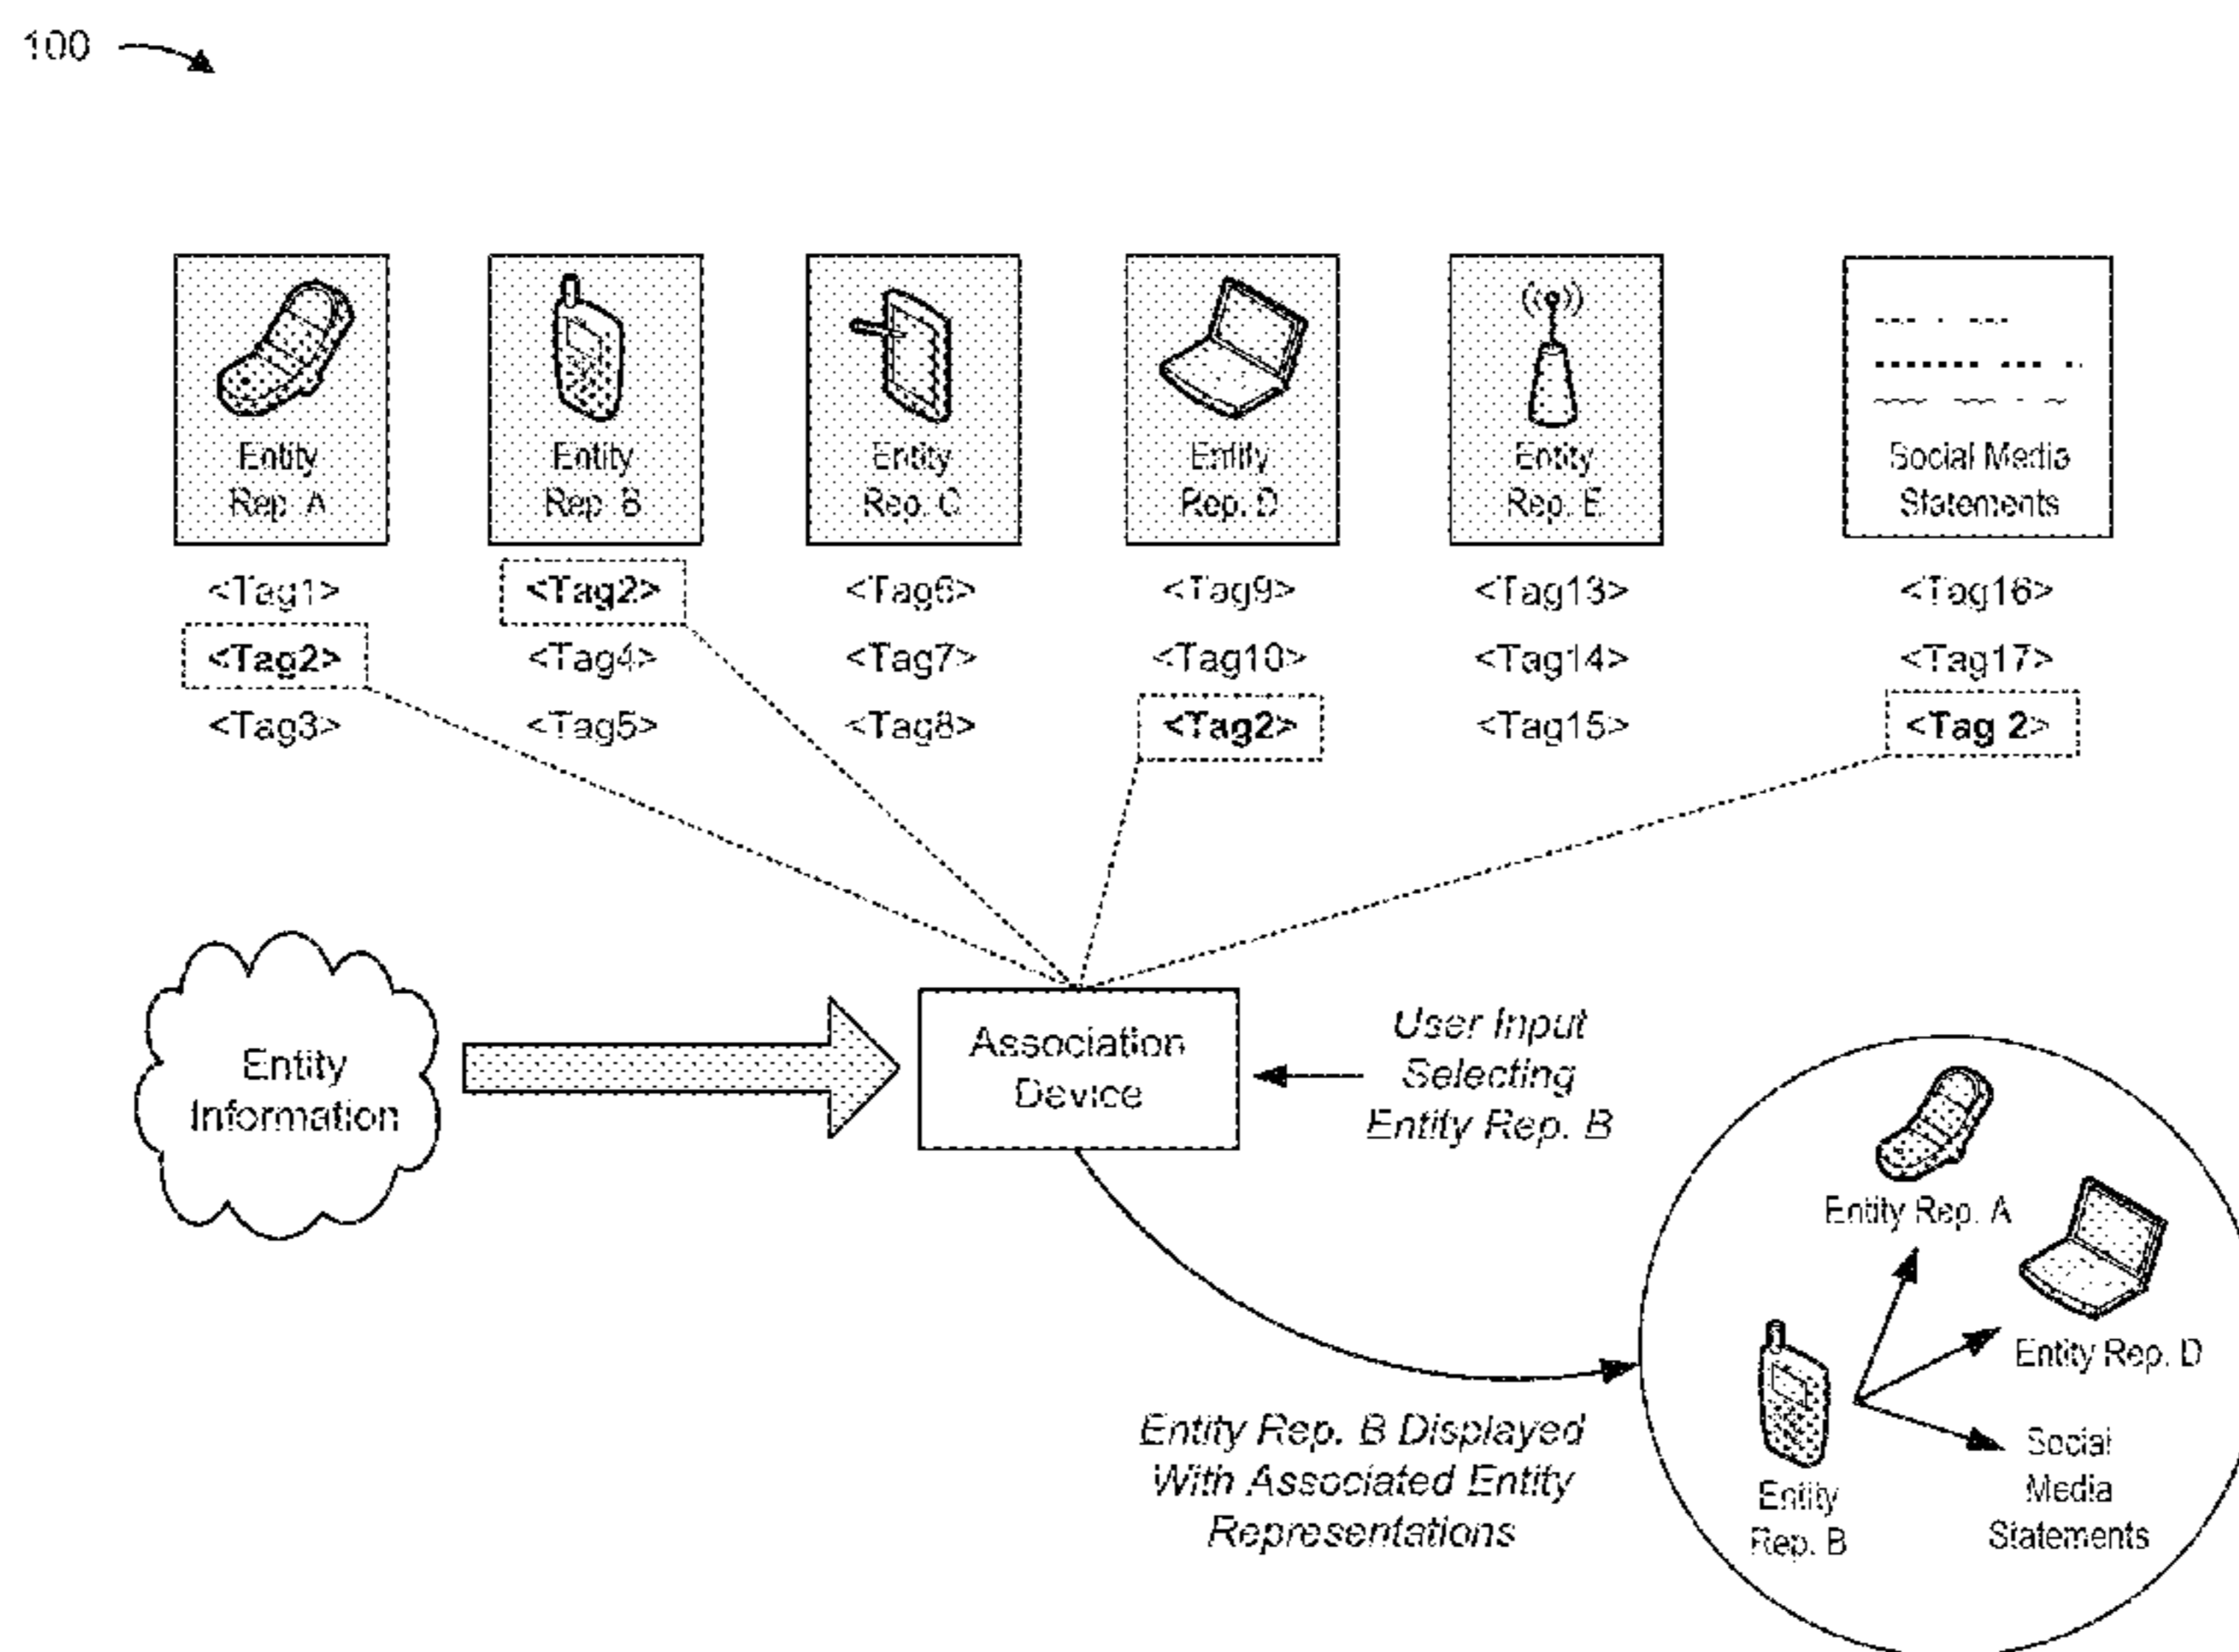 100
Entity
Rep. A
Entity
Rep. B
Entity
Rep. C
Entity
Rep. D
Entity
Rep. E
Social Media
Statements
<Tag1>
<Tag2>
<Tag3>
<Tag2>
<Tag4>
<Tag5>
<Tag6>
<Tag7>
<Tag8>
<Tag9>
<Tag10>
<Tag2>
<Tag13>
<Tag14>
<Tag15>
<Tag16>
<Tag17>
<Tag 2>
Entity
Information
Association
Device
User Input
Selecting
Entity Rep. B
Entity Rep. B Displayed
With Associated Entity
Representations
Entity Rep. A
Entity Rep. D
Social
Media
Statements
Entity
Rep. B